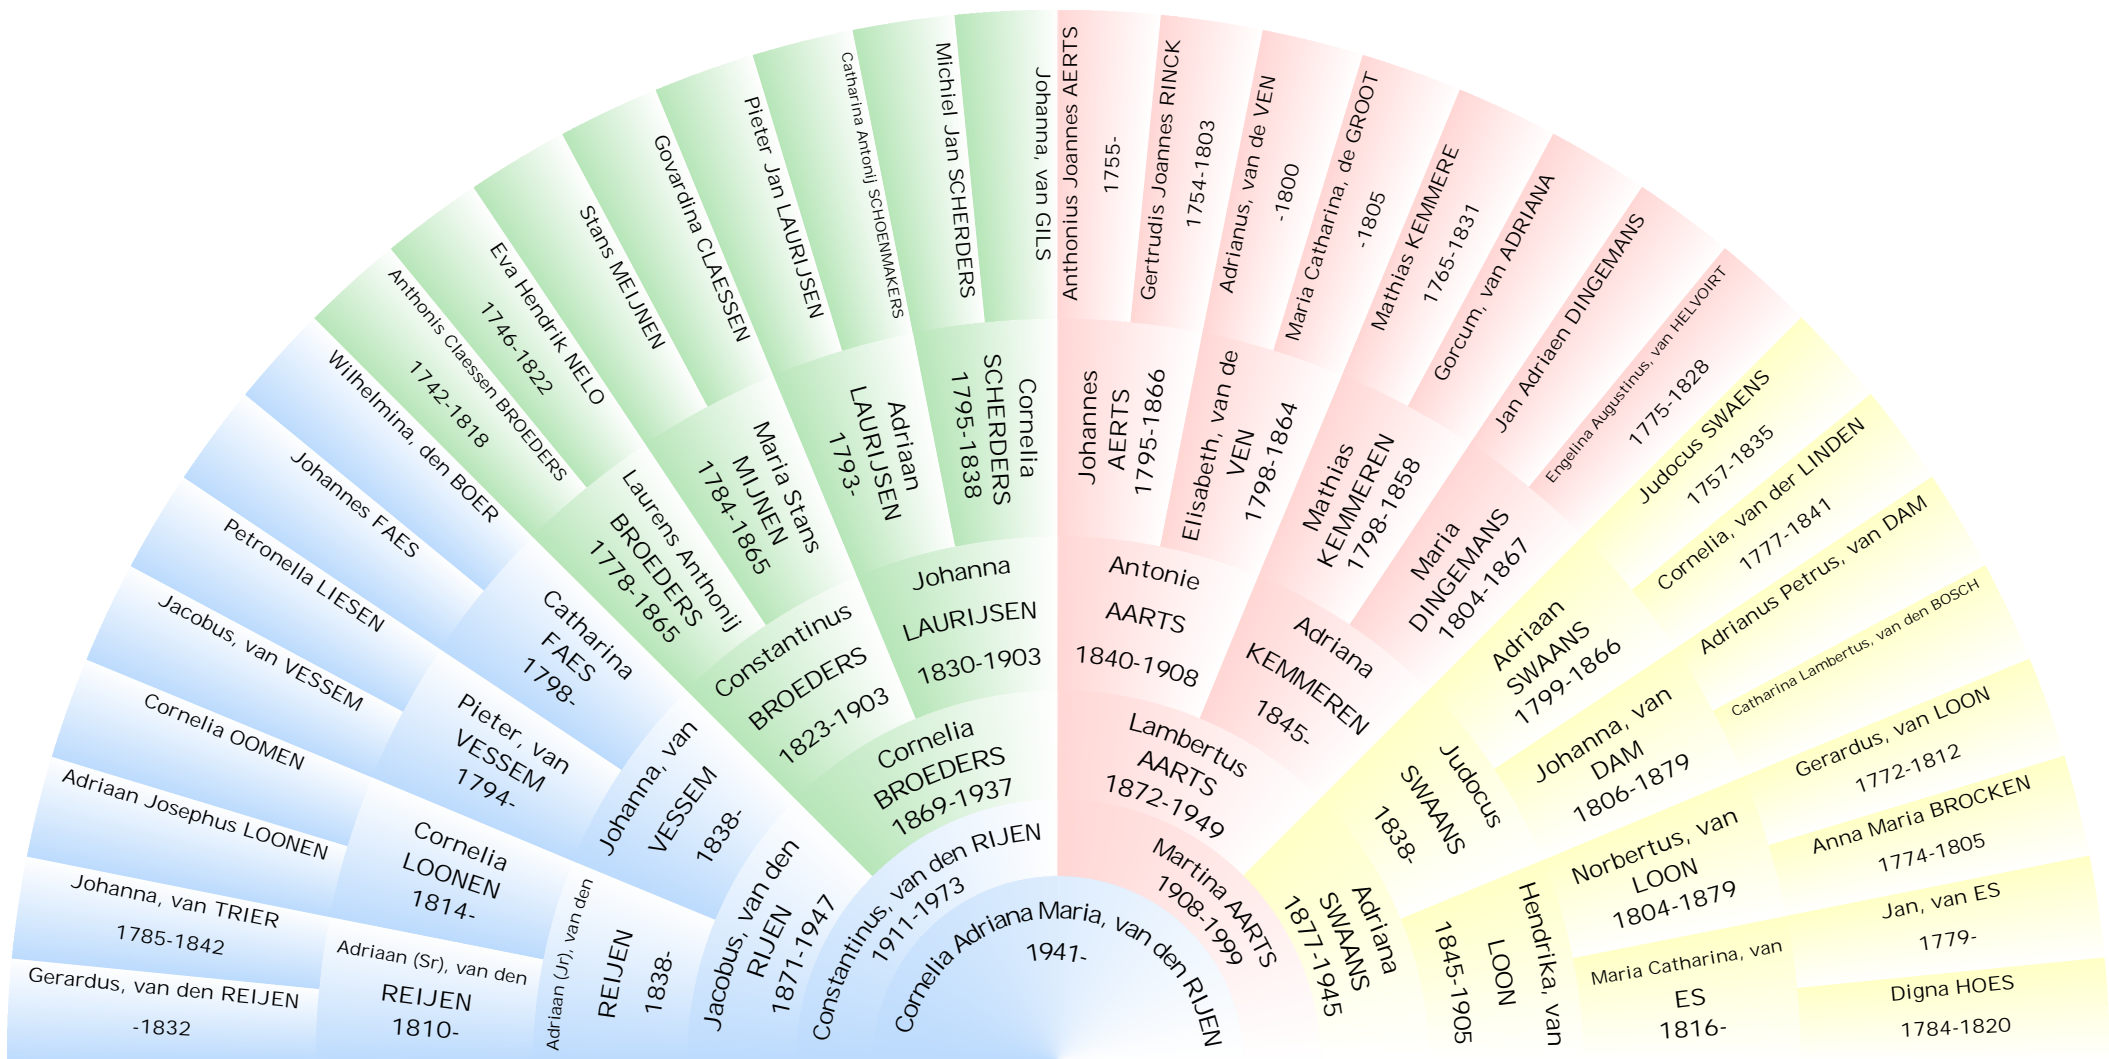 Cornelia Adriana Maria, van den RIJEN
1941-
Constantinus, van den RIJEN
1911-1973
Martina AARTS
1908-1999
Jacobus, van den
RIJEN
1871-1947
Cornelia
BROEDERS
1869-1937
Lambertus
AARTS
1872-1949
Adriana
SWAANS
1877-1945
Adriaan (Jr), van den
REIJEN
1838-
Johanna, van
VESSEM
1838-
Constantinus
BROEDERS
1823-1903
Johanna
LAURIJSEN
1830-1903
Antonie
AARTS
1840-1908
Adriana
KEMMEREN
1845-
Judocus
SWAANS
1838-
Hendrika, van
LOON
1845-1905
Adriaan (Sr), van den
REIJEN
1810-
Cornelia
LOONEN
1814-
Pieter, van
VESSEM
1794-
Catharina
FAES
1798-
Laurens Anthonij
BROEDERS
1778-1865
Maria Stans
MIJNEN
1784-1865
Adriaan
LAURIJSEN
1793-
Cornelia
SCHERDERS
1795-1838
Johannes
AERTS
1795-1866
Elisabeth, van de
VEN
1798-1864
Mathias
KEMMEREN
1798-1858
Maria
DINGEMANS
1804-1867
Adriaan
SWAANS
1799-1866
Johanna, van
DAM
1806-1879
Norbertus, van
LOON
1804-1879
Maria Catharina, van
ES
1816-
Gerardus, van den REIJEN
-1832
Johanna, van TRIER
1785-1842
Adriaan Josephus LOONEN
Cornelia OOMEN
Jacobus, van VESSEM
Petronella LIESEN
Johannes FAES
Wilhelmina, den BOER
Anthonis Claessen BROEDERS
1742-1818
Eva Hendrik NELO
1746-1822
Stans MEIJNEN
Govardina CLAESSEN
Pieter Jan LAURIJSEN
Catharina Antonij SCHOENMAKERS
Michiel Jan SCHERDERS
Johanna, van GILS
Anthonius Joannes AERTS
1755-
Gertrudis Joannes RINCK
1754-1803
Adrianus, van de VEN
-1800
Maria Catharina, de GROOT
-1805
Mathias KEMMERE
1765-1831
Gorcum, van ADRIANA
Jan Adriaen DINGEMANS
Engelina Augustinus, van HELVOIRT
1775-1828
Judocus SWAENS
1757-1835
Cornelia, van der LINDEN
1777-1841
Adrianus Petrus, van DAM
Catharina Lambertus, van den BOSCH
Gerardus, van LOON
1772-1812
Anna Maria BROCKEN
1774-1805
Jan, van ES
1779-
Digna HOES
1784-1820